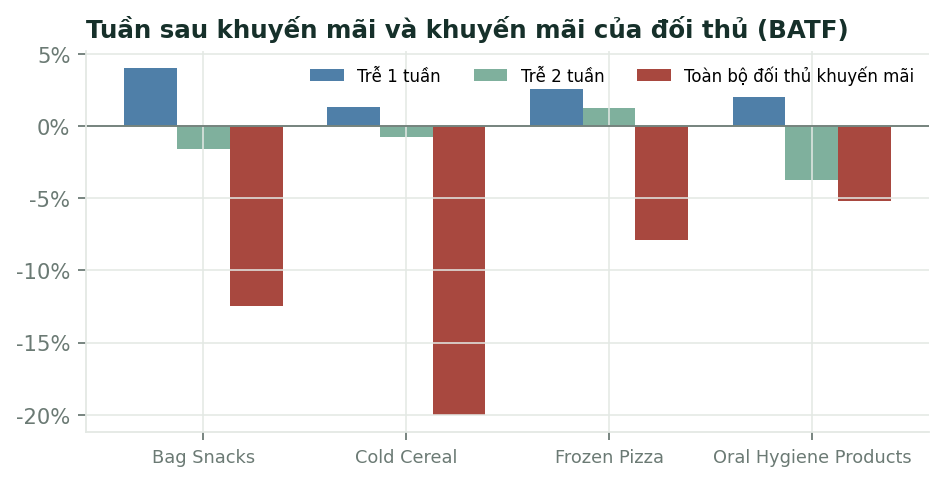 Tuần sau khuyến mãi và khuyến mãi của đối thủ (BATF)
Trễ 1 tuần Trễ 2 tuần Toàn bộ đối thủ khuyến mãi
5%
0%
-5%
-10%
-15%
-20%
Bag Snacks Cold Cereal Frozen Pizza Oral Hygiene Products